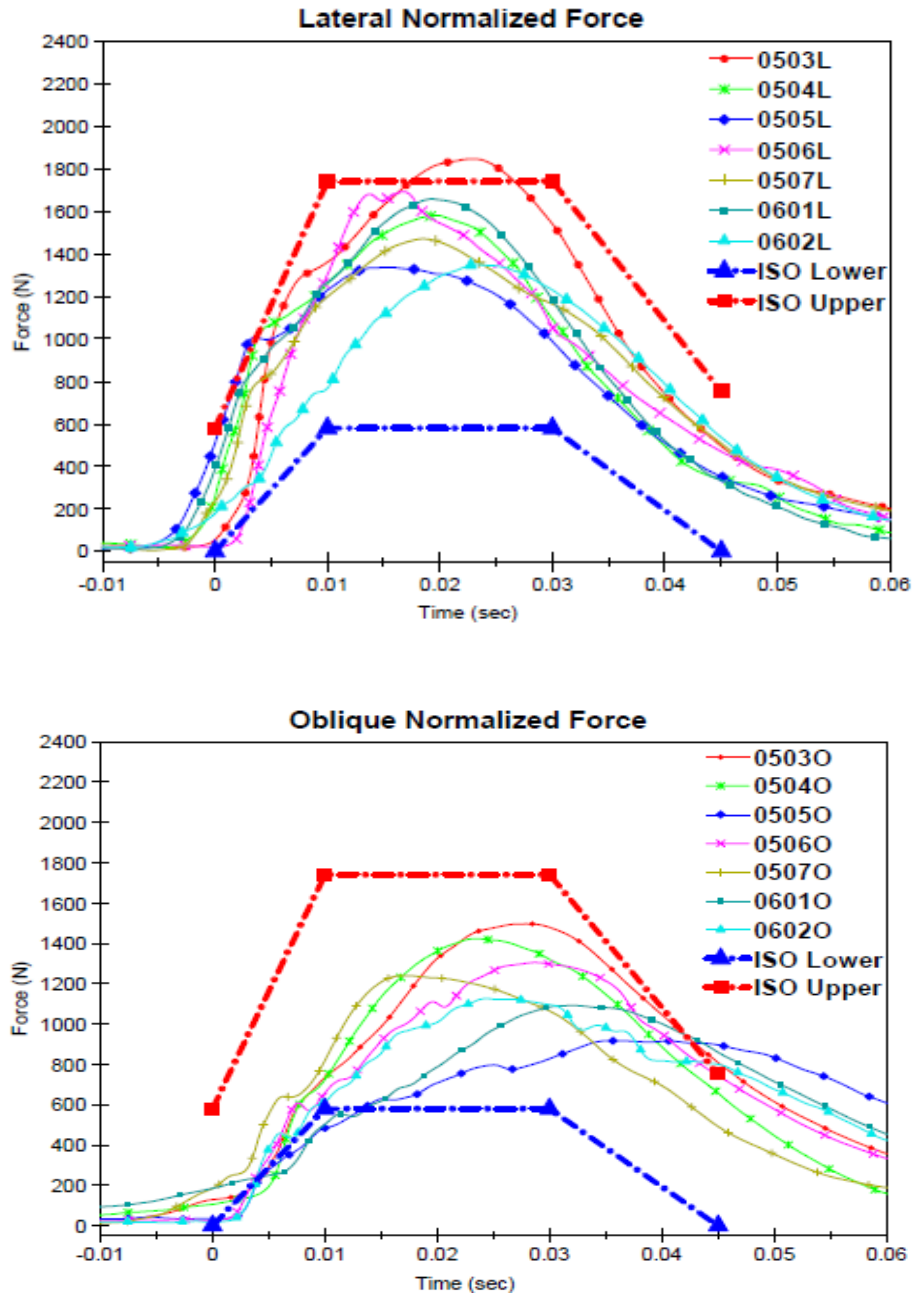 Lateral Normalized Force
2400
2200
2000
1800
1600
1400
1200
1000
800
600
400
200
0
Force (N)
0503L
0504L
0505L
0506L
0507L
0601L
0602L
ISO Lower
ISO Upper
-0.01 0 0.01 0.02 0.03 0.04 0.05 0.06
Time (sec)
Oblique Normalized Force
2400
2200
2000
1800
1600
1400
1200
1000
800
600
400
200
0
Force (N)
0503O
0504O
0505O
0506O
0507O
0601O
0602O
ISO Lower
ISO Upper
-0.01 0 0.01 0.02 0.03 0.04 0.05 0.06
Time (sec)